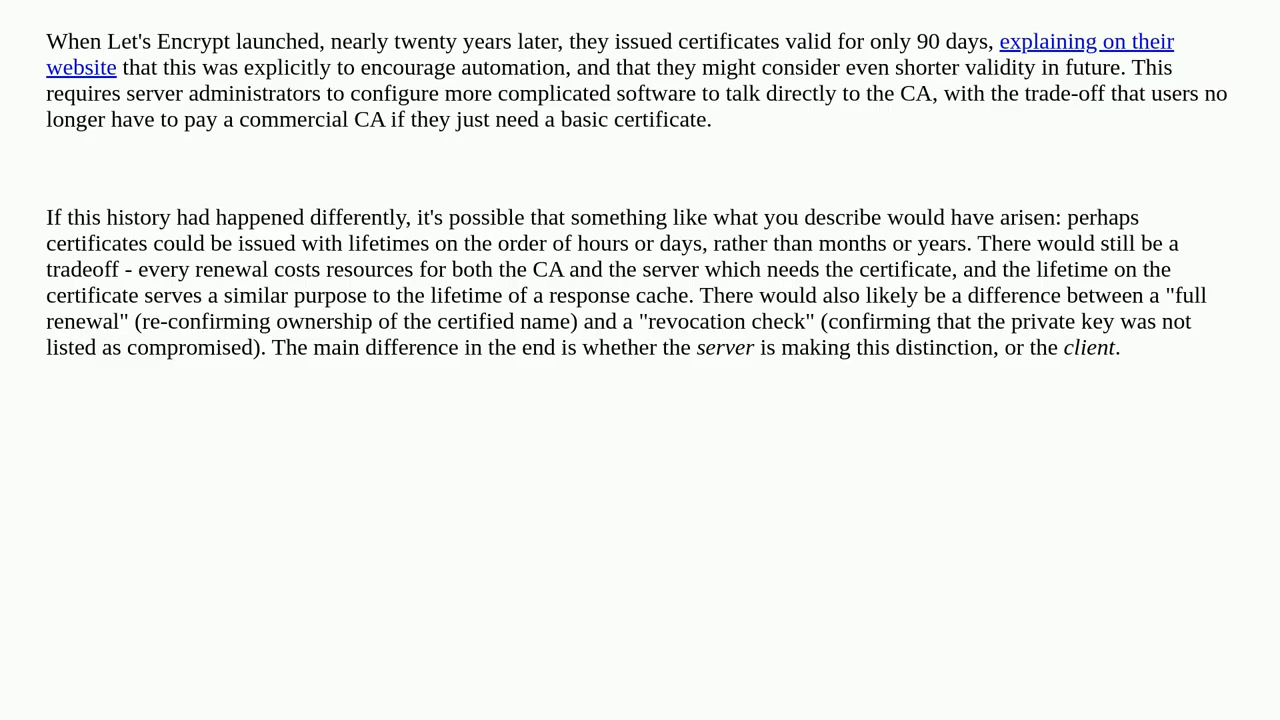 When Let's Encrypt launched, nearly twenty years later, they issued certificates valid for only 90 days, explaining on their
website that this was explicitly to encourage automation, and that they might consider even shorter validity in future. This
requires server administrators to configure more complicated software to talk directly to the CA, with the trade-off that users no
longer have to pay a commercial CA if they just need a basic certificate.
If this history had happened differently, it's possible that something like what you describe would have arisen: perhaps
certificates could be issued with lifetimes on the order of hours or days, rather than months or years. There would still be a
tradeoff - every renewal costs resources for both the CA and the server which needs the certificate, and the lifetime on the
certificate serves a similar purpose to the lifetime of a response cache. There would also likely be a difference between a "full
renewal" (re-confirming ownership of the certified name) and a "revocation check" (confirming that the private key was not
listed as compromised). The main difference in the end is whether the server is making this distinction, or the client.